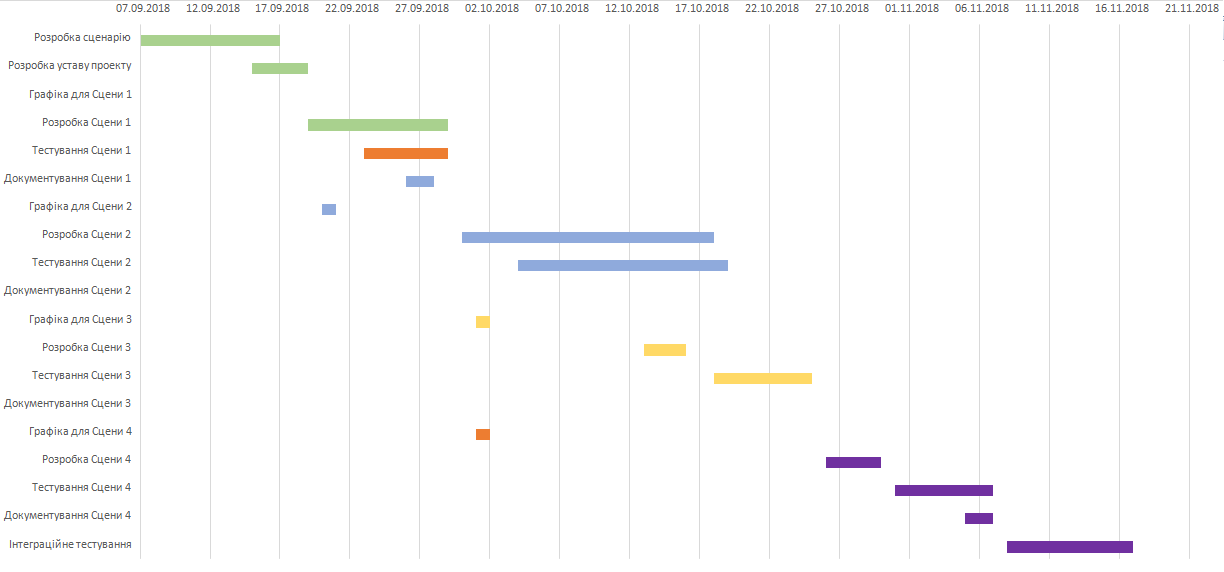 07.09.2018 12.09.2018 17.09.2018 22.09.2018 27.09.2018 02.10.2018 07.10.2018 12.10.2018 17.10.2018 22.10.2018 27.10.2018 01.11.2018 06.11.2018 11.11.2018 16.11.2018 21.11.2018
Розробка сценарію
Розробка уставу проекту
Графіка для Сцени 1
Розробка Сцени 1
Тестування Сцени 1
Документування Сцени 1
Графіка для Сцени 2
Розробка Сцени 2
Тестування Сцени 2
Документування Сцени 2
Графіка для Сцени 3
Розробка Сцени 3
Тестування Сцени 3
Документування Сцени 3
Графіка для Сцени 4
Розробка Сцени 4
Тестування Сцени 4
Документування Сцени 4
Інтеграційне тестування